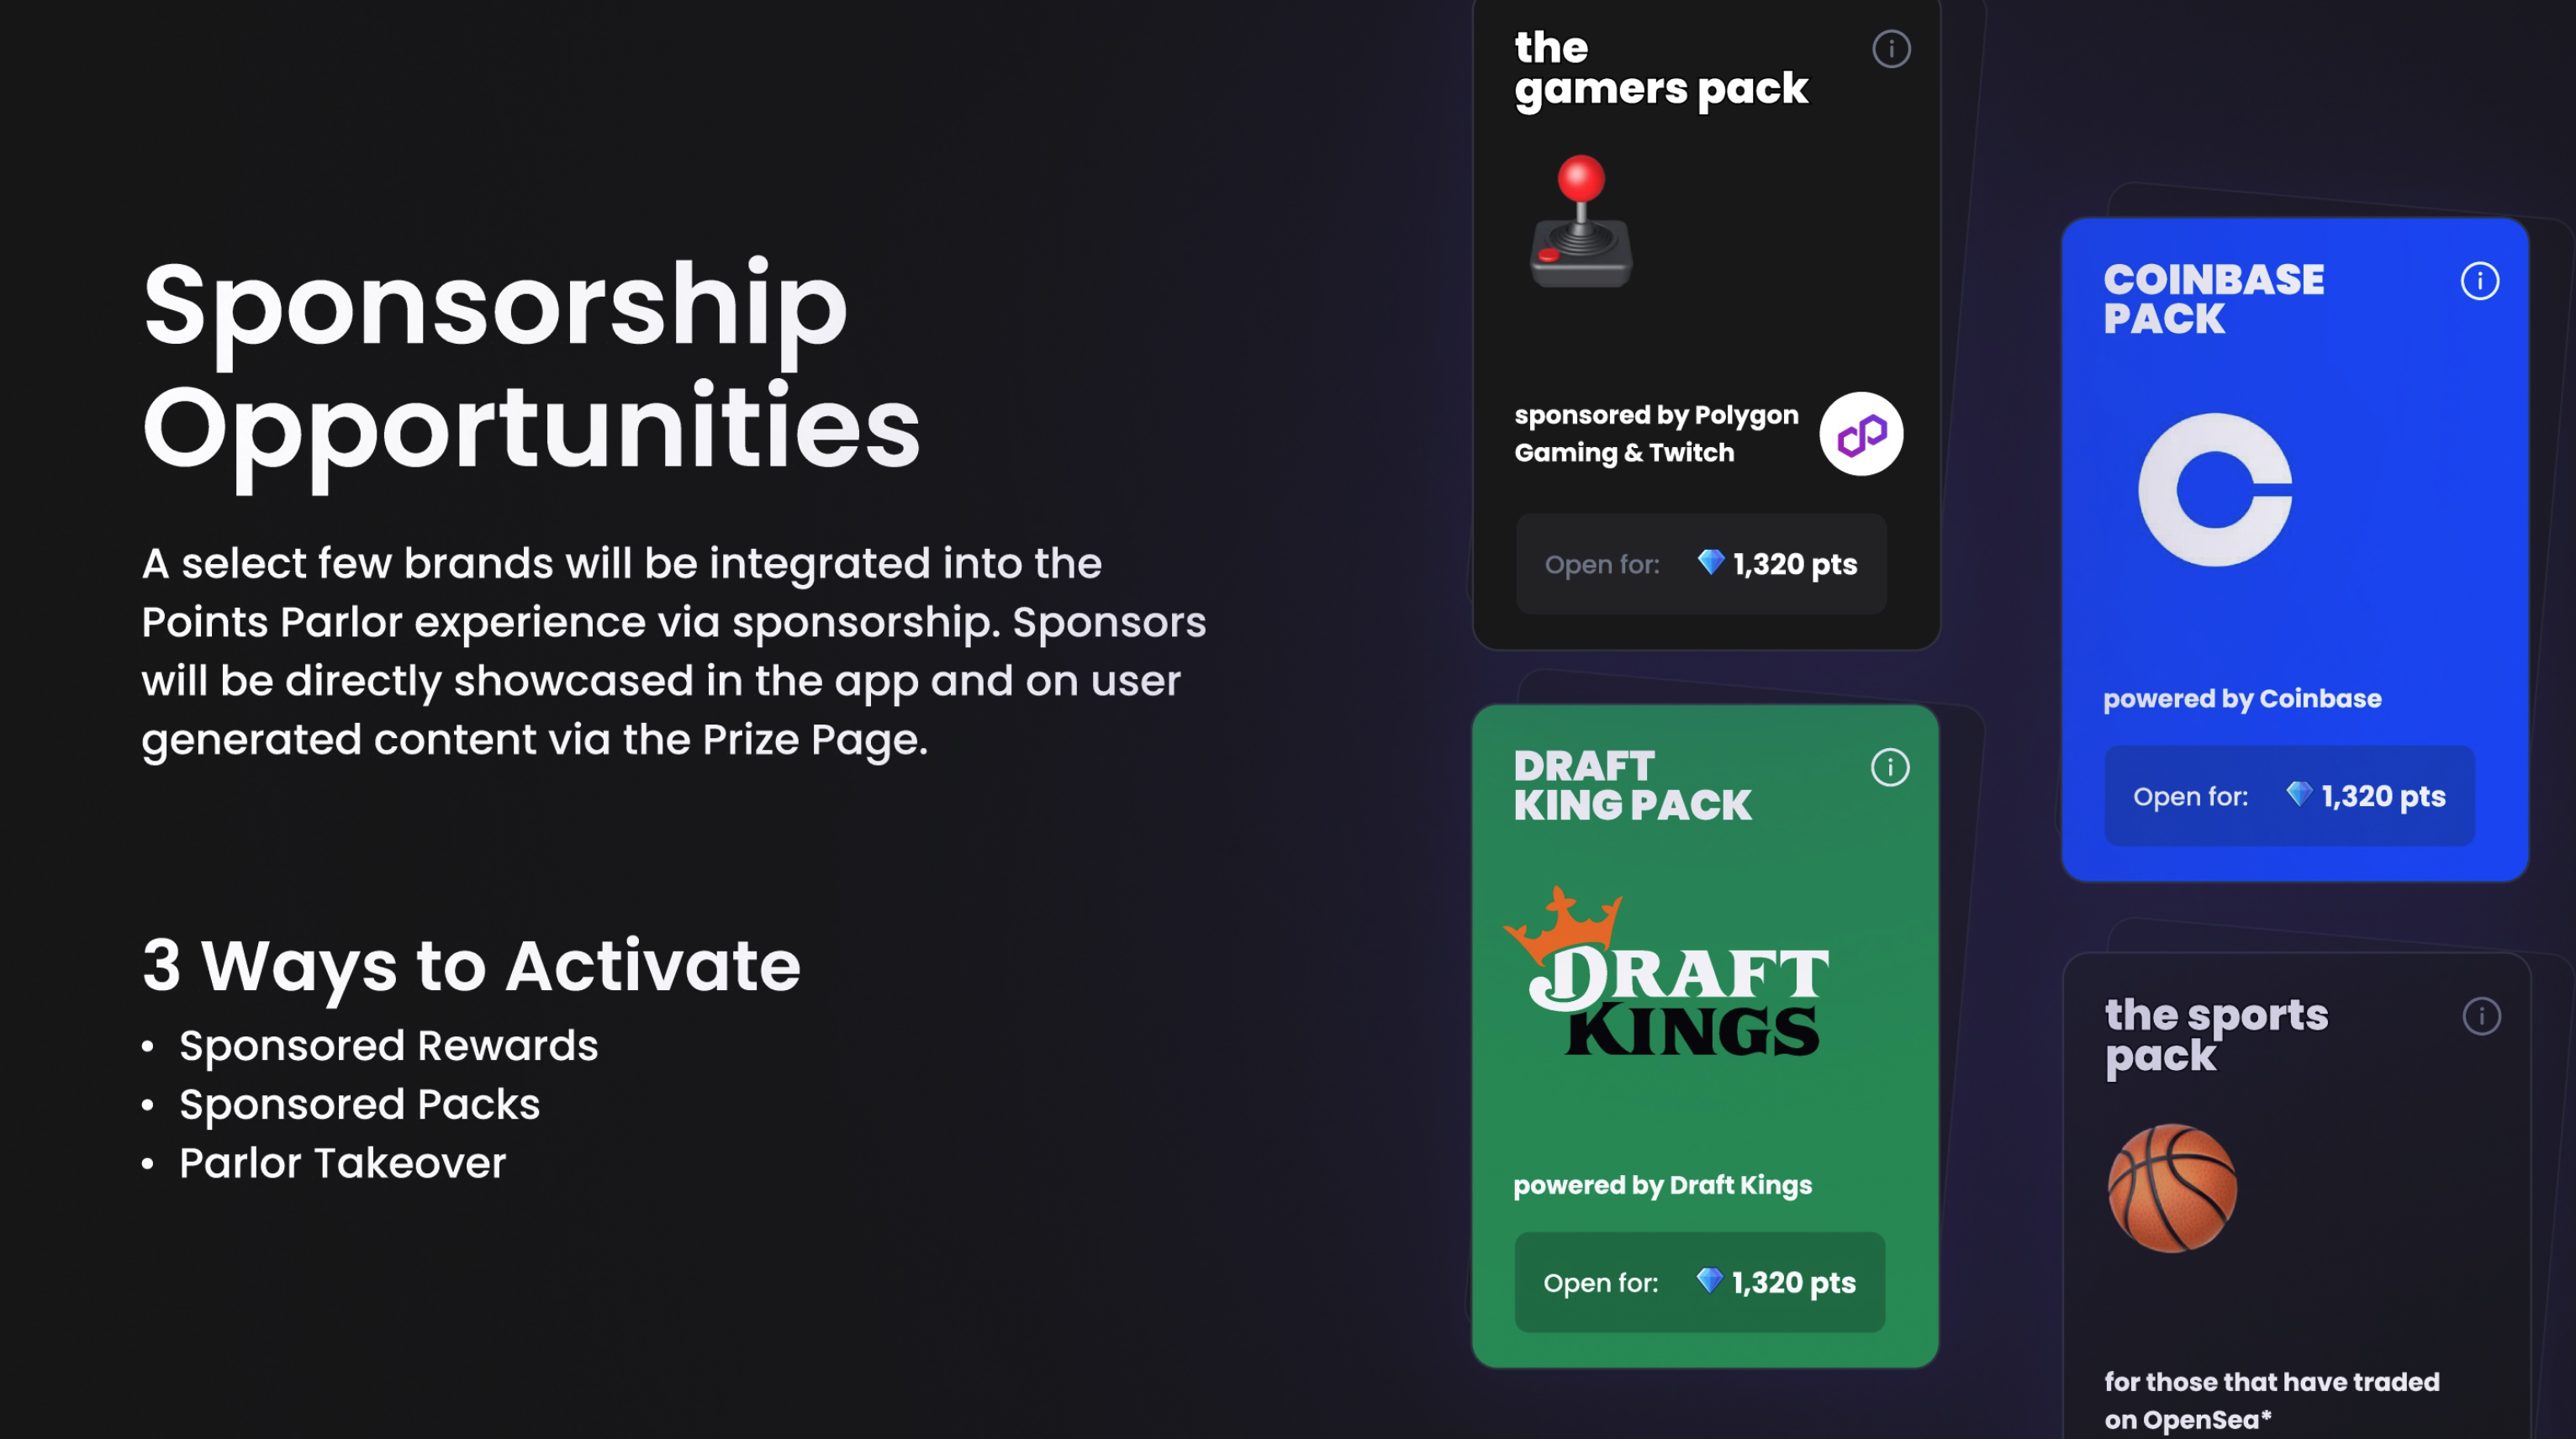 Sponsorship
Opportunities
A select few brands will be integrated into the
Points Parlor experience via sponsorship. Sponsors
will be directly showcased in the app and on user
generated content via the Prize Page.
3 Ways to Activate
• Sponsored Rewards
• Sponsored Packs
• Parlor Takeover
the
gamers pack
sponsored by Polygon
Gaming & Twitch
Open for: 1,320 pts
DRAFT
KING PACK
DRAFT
KINGS
powered by Draft Kings
Open for: 1,320 pts
COINBASE
PACK
powered by Coinbase
Open for: 1,320 pts
the sports
pack
for those that have traded
on OpenSea*